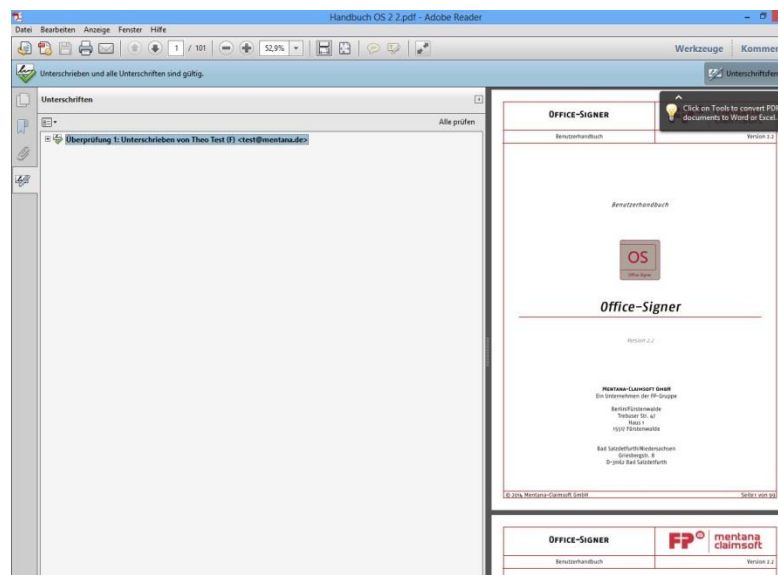 Handbuch OS 2 2.pdf - Adobe Reader
Datei Bearbeiten Anzeige Fenster Hilfe
1 / 101 52,9% Werkzeuge Kommen
Unterschrieben und alle Unterschriften sind gültig. Unterschriftsfen
Unterschriften
Alle prüfen
Überprüfung 1: Unterschrieben von Theo Test (F) <test@mentana.de>
Click on Tools to convert PDF
documents to Word or Excel.
OFFICE-SIGNER
Benutzerhandbuch Version 2.2
Benutzerhandbuch
OS
Office Signer
Office-Signer
Version 2.2
MENTANA-CLAIMSOFT GMBH
Ein Unternehmen der FP-Gruppe
Berlin/Fürstenwalde
Trebuser Str. 47
Haus 1
15517 Fürstenwalde
Bad Salzdetfurth/Niedersachsen
Griesbergstr. 8
D-31162 Bad Salzdetfurth
© 2014 Mentana-Claimsoft GmbH Seite 1 von 99
OFFICE-SIGNER FP mentana
claimsoft
Benutzerhandbuch Version 2.2